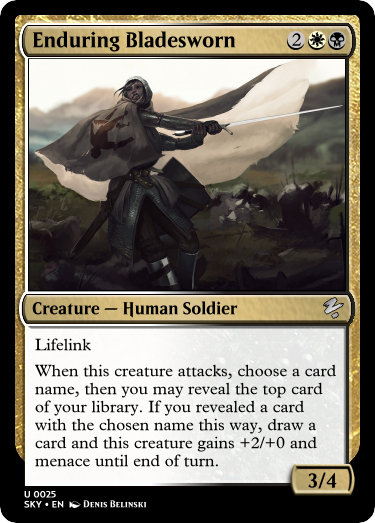 Enduring Bladesworn 2
Creature — Human Soldier
Lifelink
When this creature attacks, choose a card
name, then you may reveal the top card
of your library. If you revealed a card
with the chosen name this way, draw a
card and this creature gains +2/+0 and
menace until end of turn.
3/4
U 0025
SKY • EN Denis Belinski